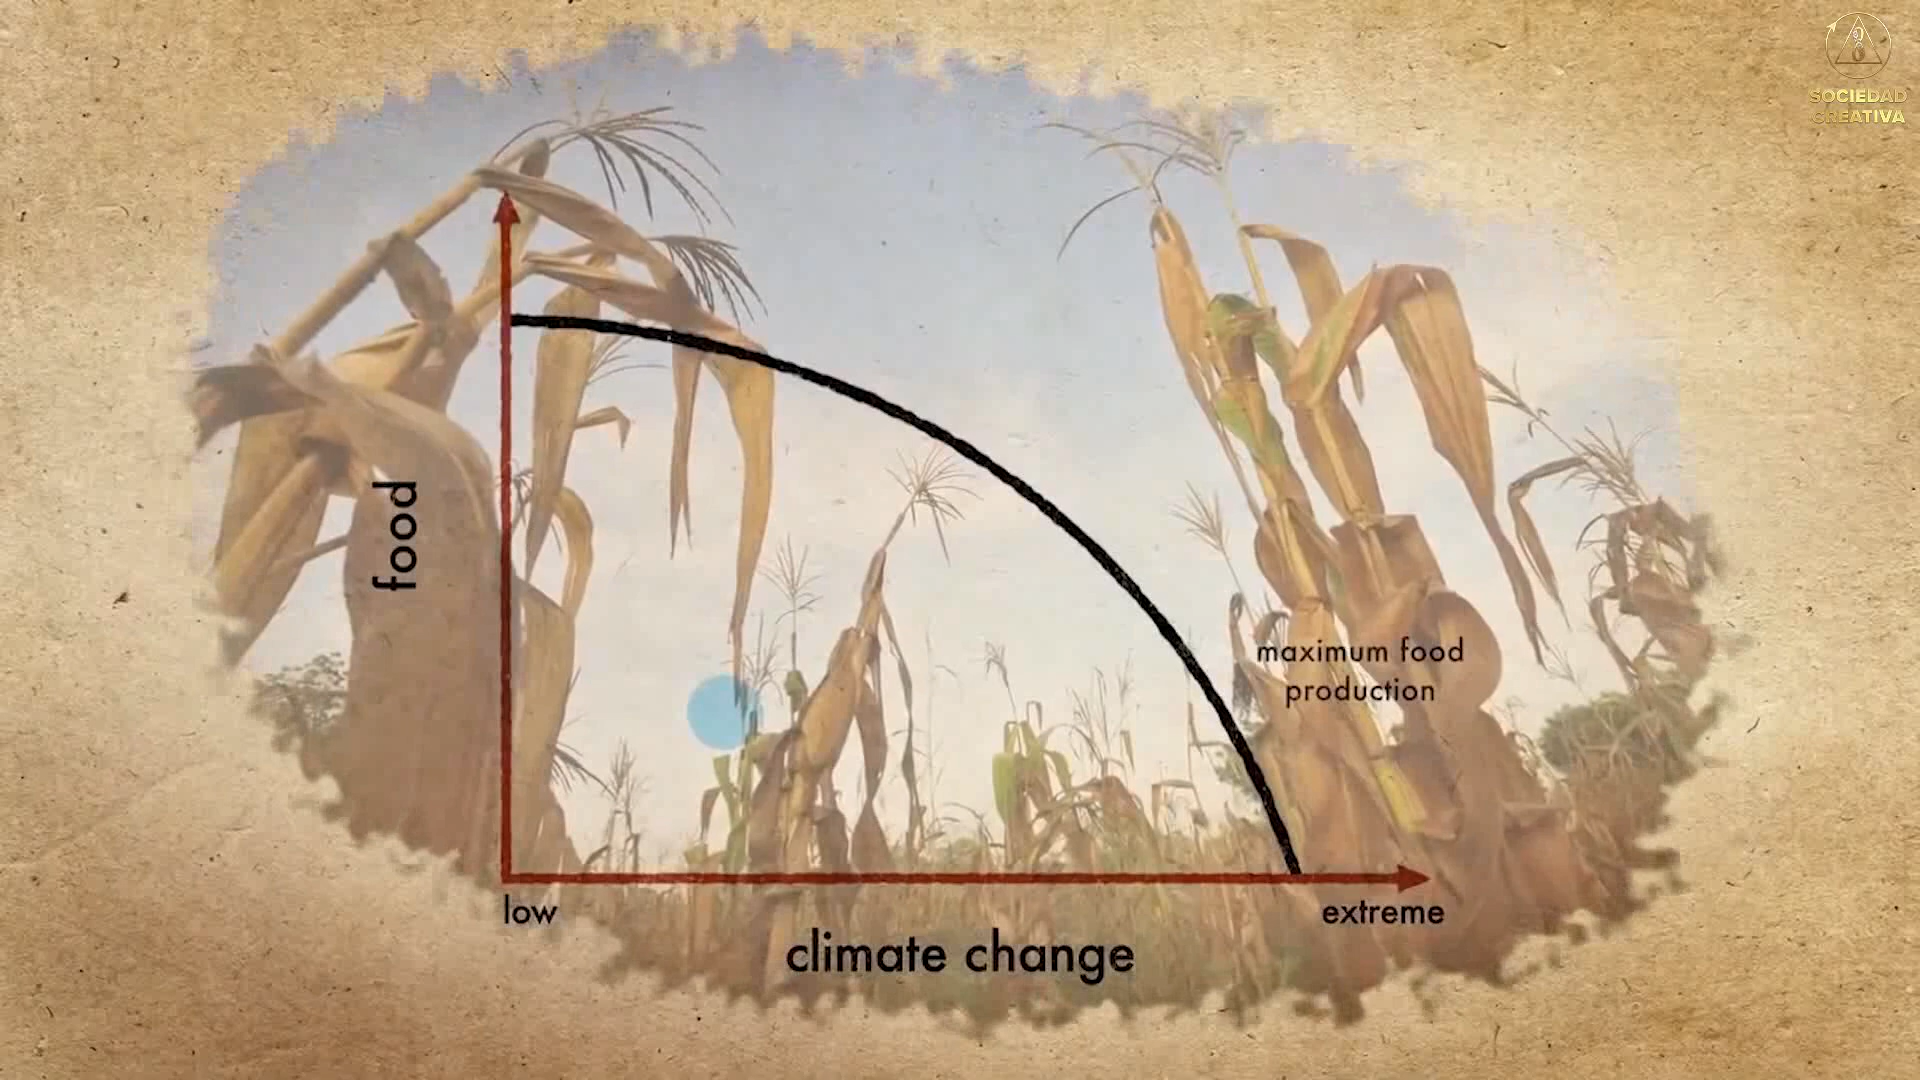 SOCIEDAD
CREATIVA
food
maximum food
production
low
extreme
climate change